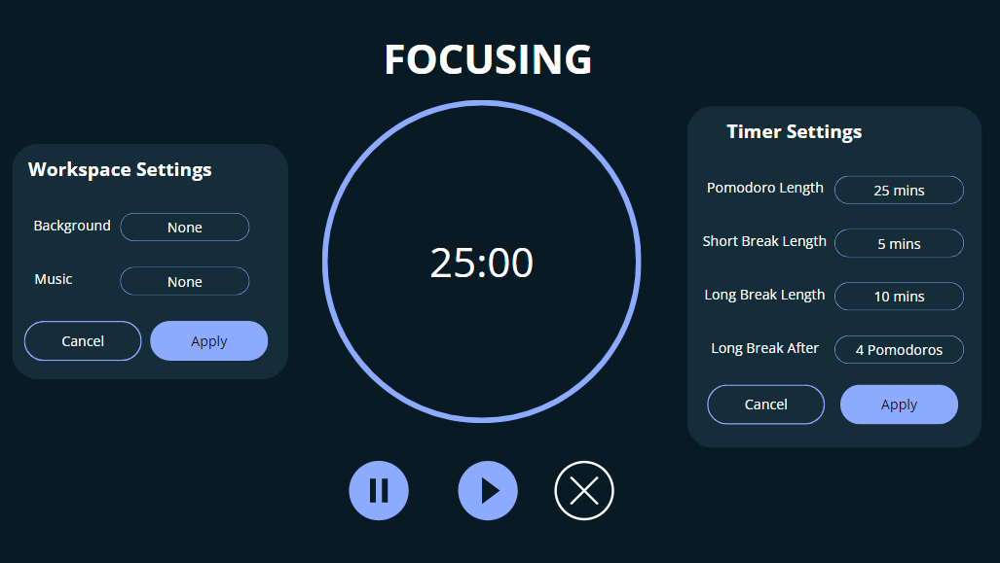 FOCUSING
Workspace Settings
Background None
Music None
Cancel Apply
25:00
Timer Settings
Pomodoro Length 25 mins
Short Break Length 5 mins
Long Break Length 10 mins
Long Break After 4 Pomodoros
Cancel Apply